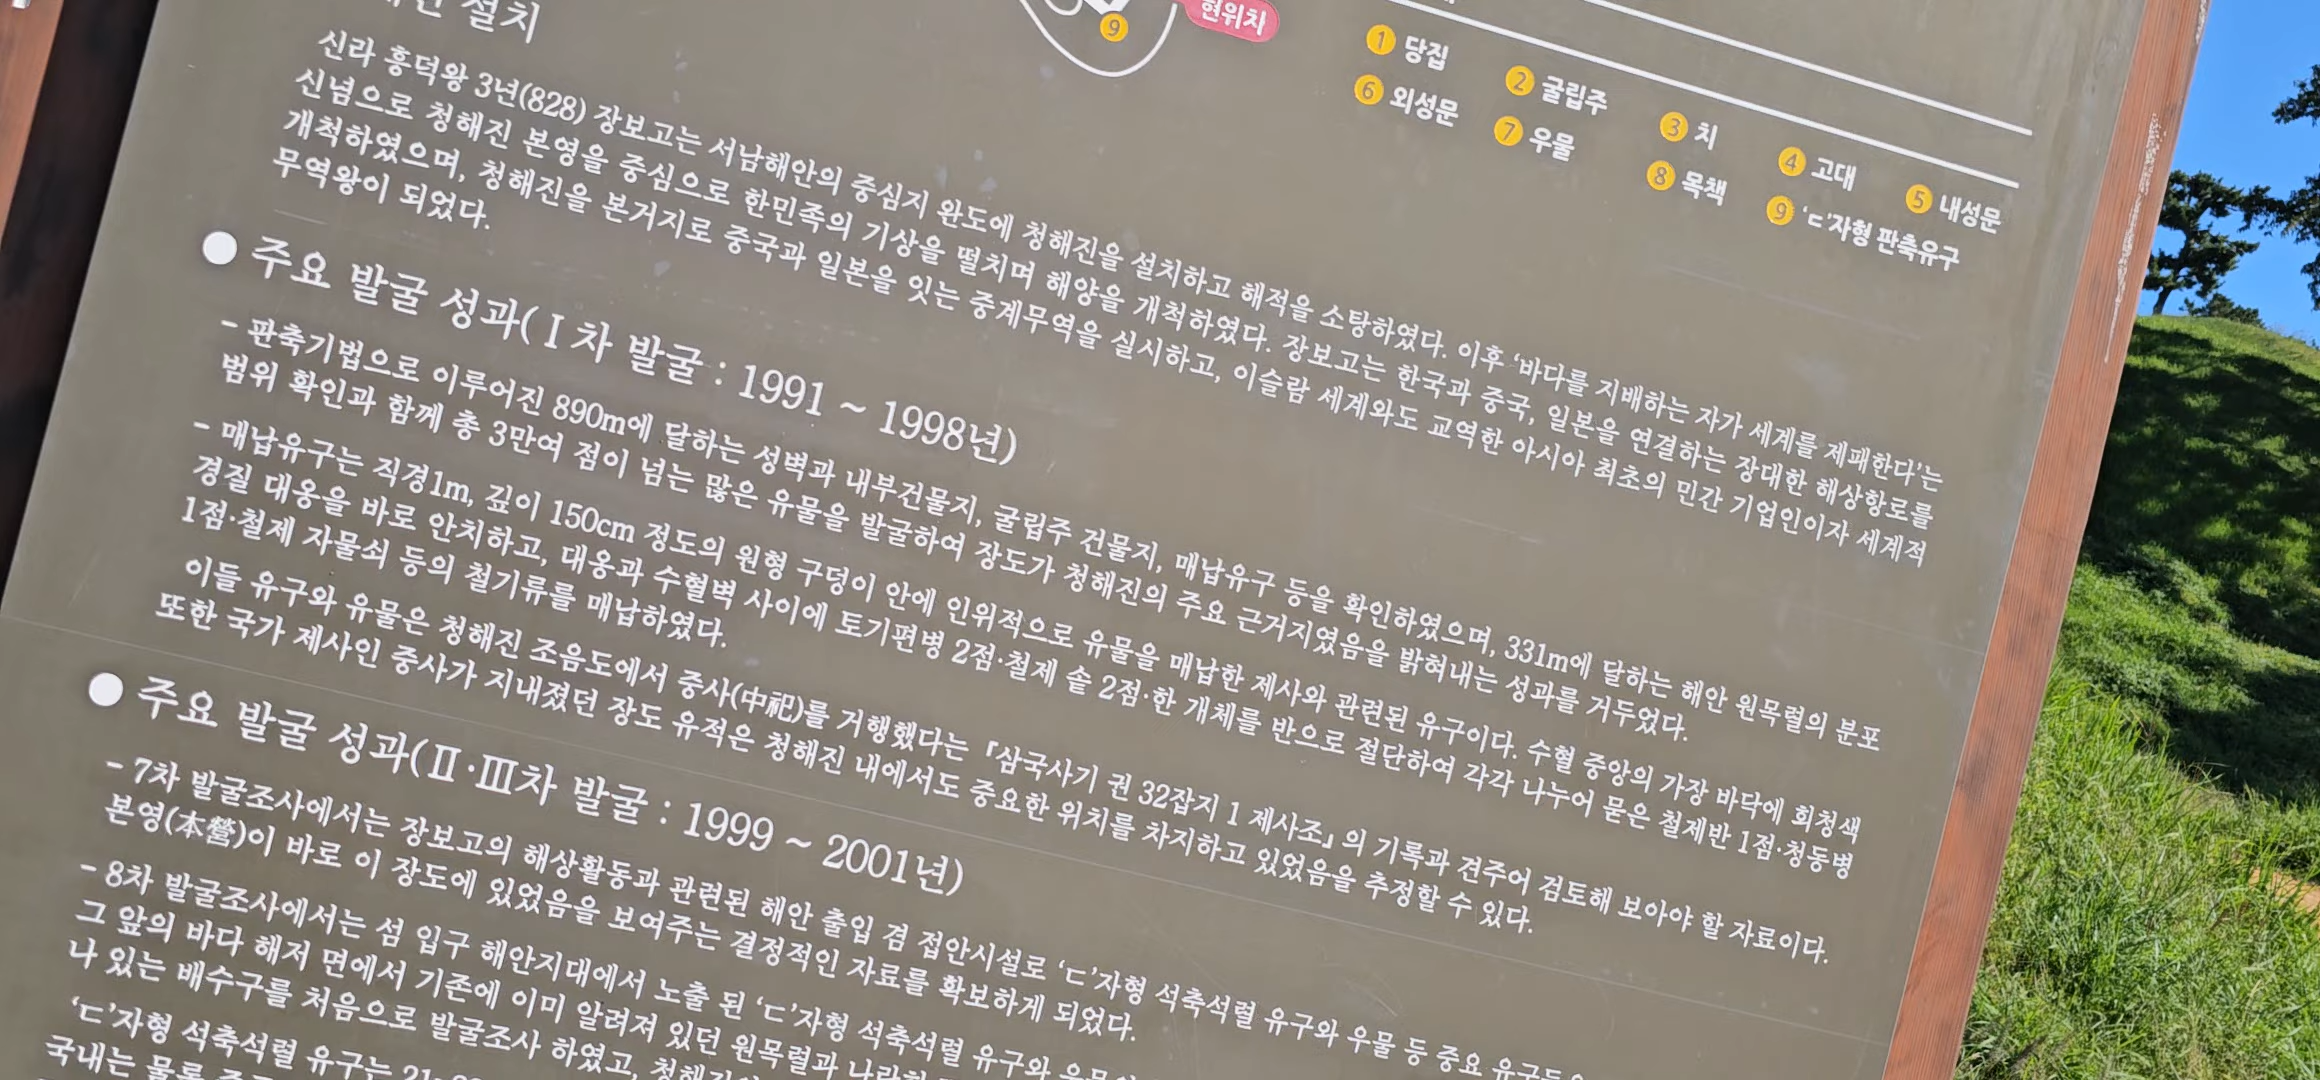 설치
신라 흥덕왕 3년(828) 장보고는 서남해안의 중심지 완도에 청해진을 설치하고 해적을 소탕하였다. 이후 ‘바다를 지배하는 자가 세계를 제패한다’는
신념으로 청해진 본영을 중심으로 한민족의 기상을 떨치며 해양을 개척하였다. 장보고는 한국과 중국, 일본을 연결하는 장대한 해상항로를
개척하였으며, 청해진을 본거지로 중국과 일본을 잇는 중계무역을 실시하고, 이슬람 세계와도 교역한 아시아 최초의 민간 기업인이자 세계적
무역왕이 되었다.
9
현위치
1 당집 2 굴립주 3 치 4 고대 5 내성문
6 외성문 7 우물 8 목책 9 ‘ㄷ’자형 판축유구
● 주요 발굴 성과(Ⅰ차 발굴 : 1991 ~ 1998년)
- 판축기법으로 이루어진 890m에 달하는 성벽과 내부건물지, 굴립주 건물지, 매납유구 등을 확인하였으며, 331m에 달하는 해안 원목렬의 분포
범위 확인과 함께 총 3만여 점이 넘는 많은 유물을 발굴하여 장도가 청해진의 주요 근거지였음을 밝혀내는 성과를 거두었다.
- 매납유구는 직경1m, 깊이 150cm 정도의 원형 구덩이 안에 인위적으로 유물을 매납한 제사와 관련된 유구이다. 수혈 중앙의 가장 바닥에 회청색
경질 대옹을 바로 안치하고, 대옹과 수혈벽 사이에 토기편병 2점·철제 솥 2점·한 개체를 반으로 절단하여 각각 나누어 묻은 철제반 1점·청동병
1점·철제 자물쇠 등의 철기류를 매납하였다.
이들 유구와 유물은 청해진 조음도에서 중사(中祀)를 거행했다는 『삼국사기 권 32잡지 1 제사조』의 기록과 견주어 검토해 보아야 할 자료이다.
또한 국가 제사인 중사가 지내졌던 장도 유적은 청해진 내에서도 중요한 위치를 차지하고 있었음을 추정할 수 있다.
● 주요 발굴 성과(Ⅱ·Ⅲ차 발굴 : 1999 ~ 2001년)
- 7차 발굴조사에서는 장보고의 해상활동과 관련된 해안 출입 겸 접안시설로 ‘ㄷ’자형 석축석렬 유구와 우물 등 중요
본영(本營)이 바로 이 장도에 있었음을 보여주는 결정적인 자료를 확보하게 되었다.
- 8차 발굴조사에서는 섬 입구 해안지대에서 노출 된 ‘ㄷ’자형 석축석렬 유구와
그 앞의 바다 해저 면에서 기존에 이미 알려져 있던 원목렬과
나 있는 배수구를 처음으로 발굴조사 하였고,
‘ㄷ’자형 석축석렬 유구는
국내는 물론